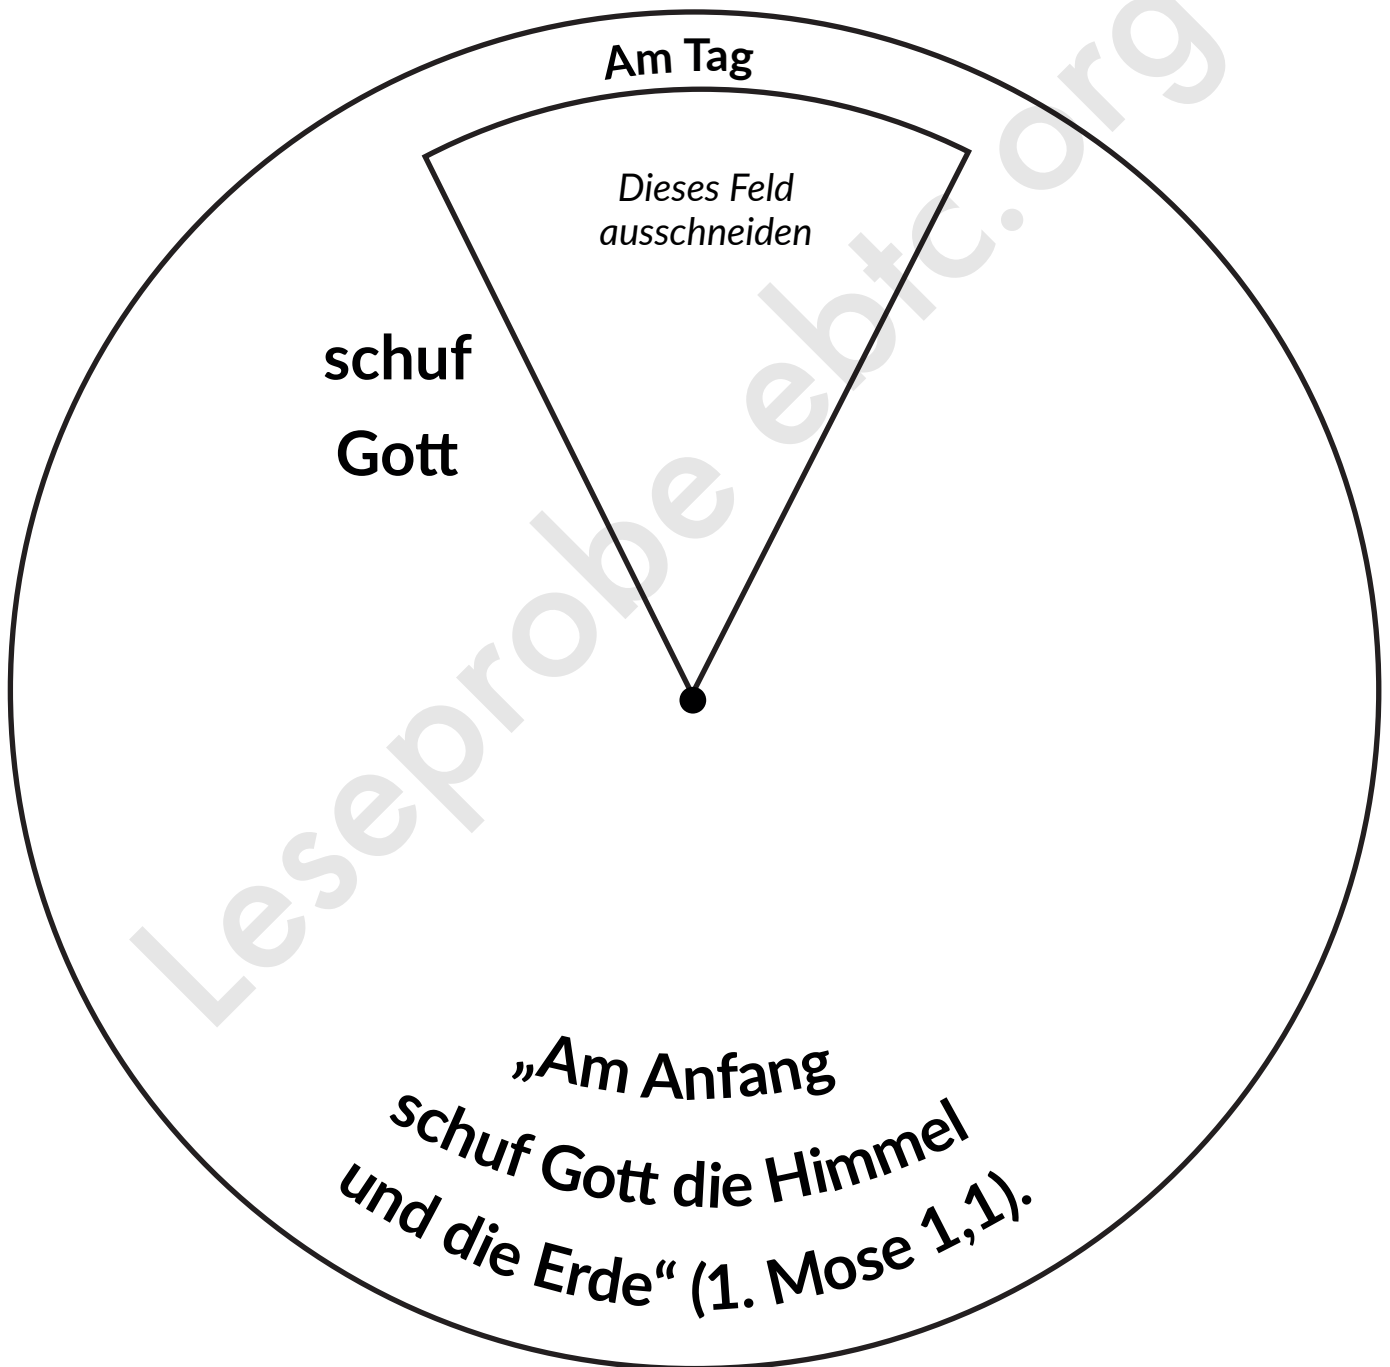 Am Tag
Dieses Feld
ausschneiden
schuf
Gott
Leseprobe ebtc.org
„Am Anfang
schuf Gott die Himmel
und die Erde“ (1. Mose 1,1).